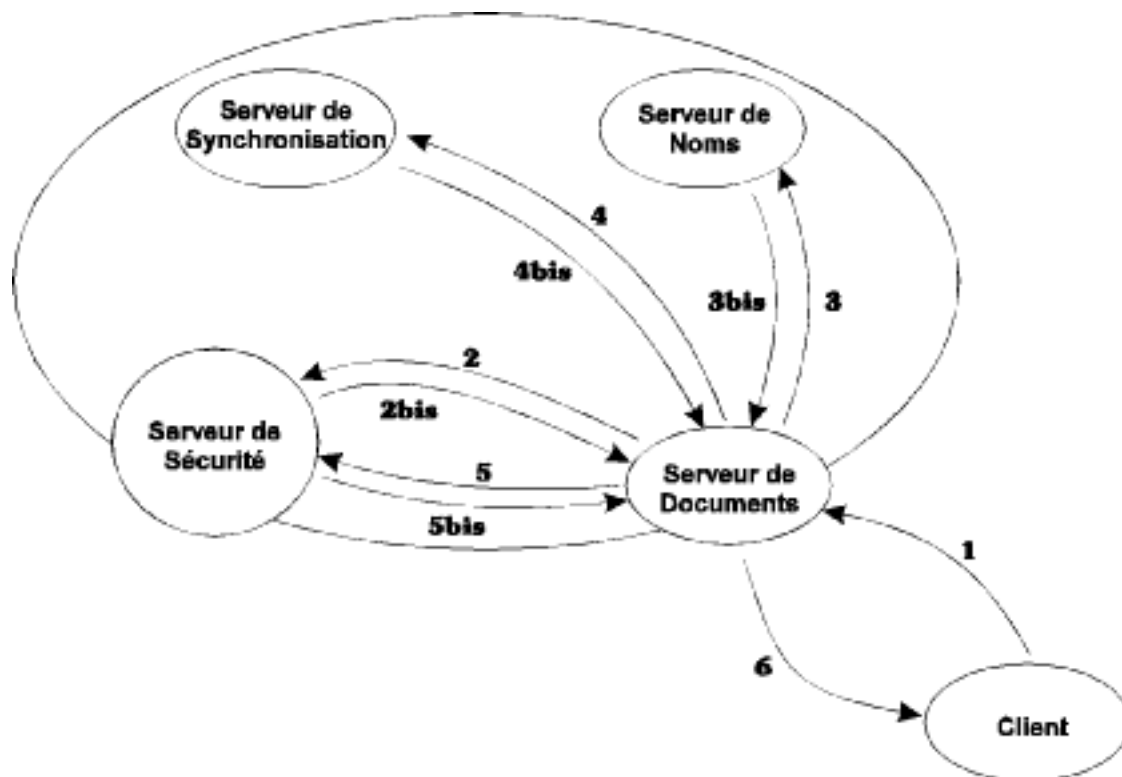 Serveur de
Synchronisation
Serveur de
Noms
4
4bis
3bis
3
2
2bis
Serveur de
Sécurité
5
5bis
Serveur de
Documents
1
6
Client